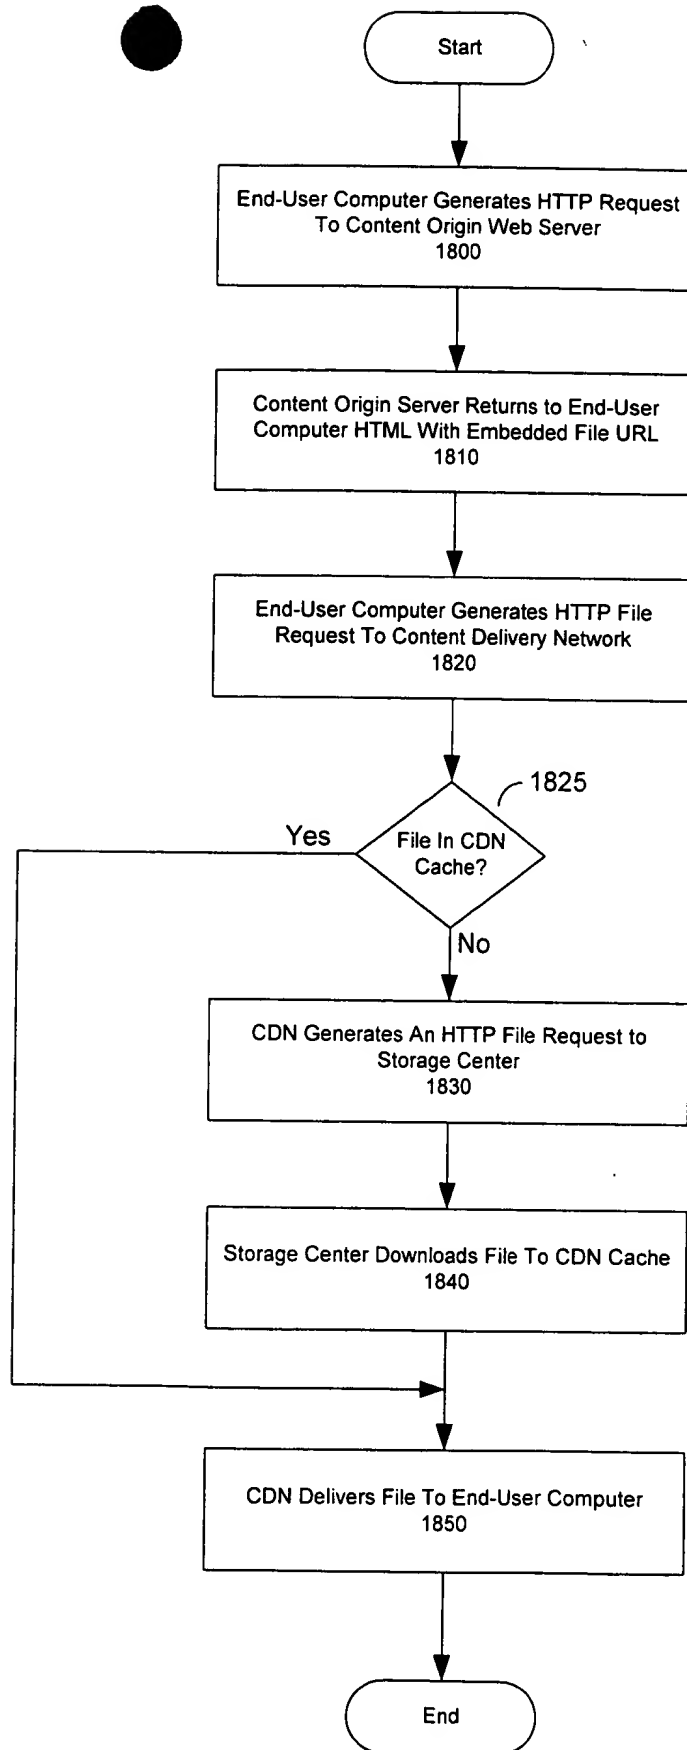 Start
End-User Computer Generates HTTP Request
To Content Origin Web Server
1800
Content Origin Server Returns to End-User
Computer HTML With Embedded File URL
1810
End-User Computer Generates HTTP File
Request To Content Delivery Network
1820
1825
Yes
File In CDN
Cache?
No
CDN Generates An HTTP File Request to
Storage Center
1830
Storage Center Downloads File To CDN Cache
1840
CDN Delivers File To End-User Computer
1850
End